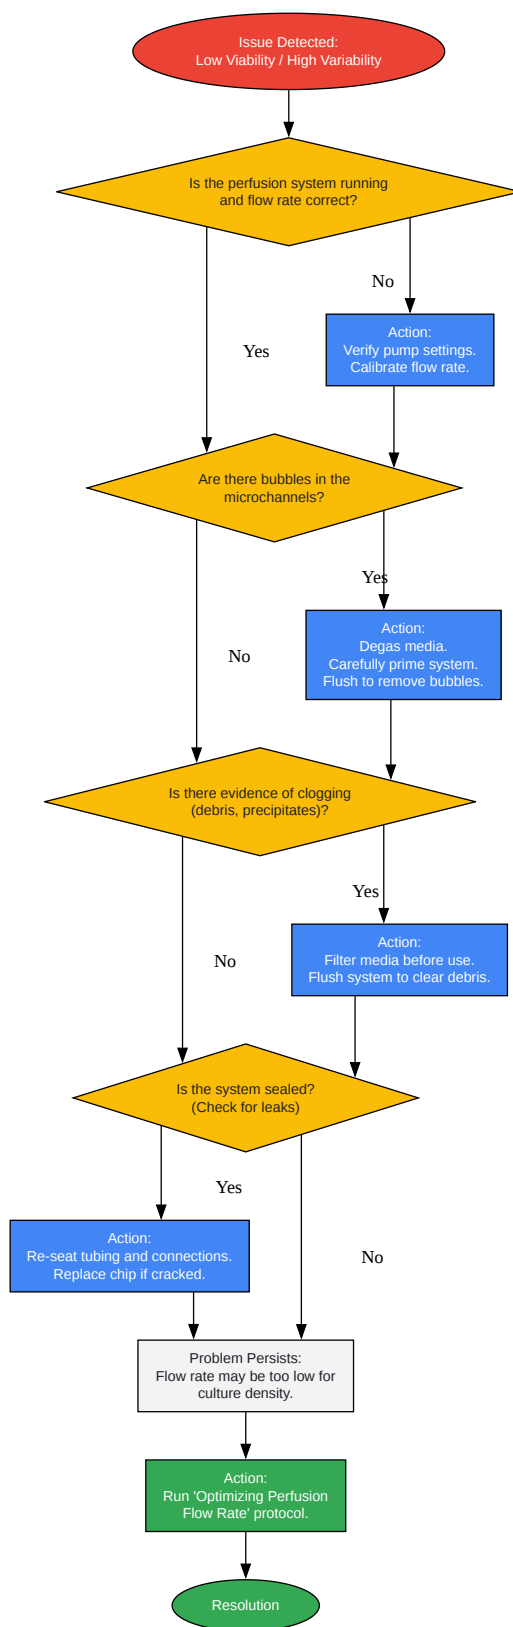 Issue Detected:
Low Viability / High Variability
Is the perfusion system running
and flow rate correct?
No
Action:
Verify pump settings.
Calibrate flow rate.
Yes
Are there bubbles in the
microchannels?
Yes
Action:
Degas media.
Carefully prime system.
Flush to remove bubbles.
No
Is there evidence of clogging
(debris, precipitates)?
Yes
Action:
Filter media before use.
Flush system to clear debris.
No
Is the system sealed?
(Check for leaks)
Yes
Action:
Re-seat tubing and connections.
Replace chip if cracked.
No
Problem Persists:
Flow rate may be too low for
culture density.
Action:
Run 'Optimizing Perfusion
Flow Rate' protocol.
Resolution